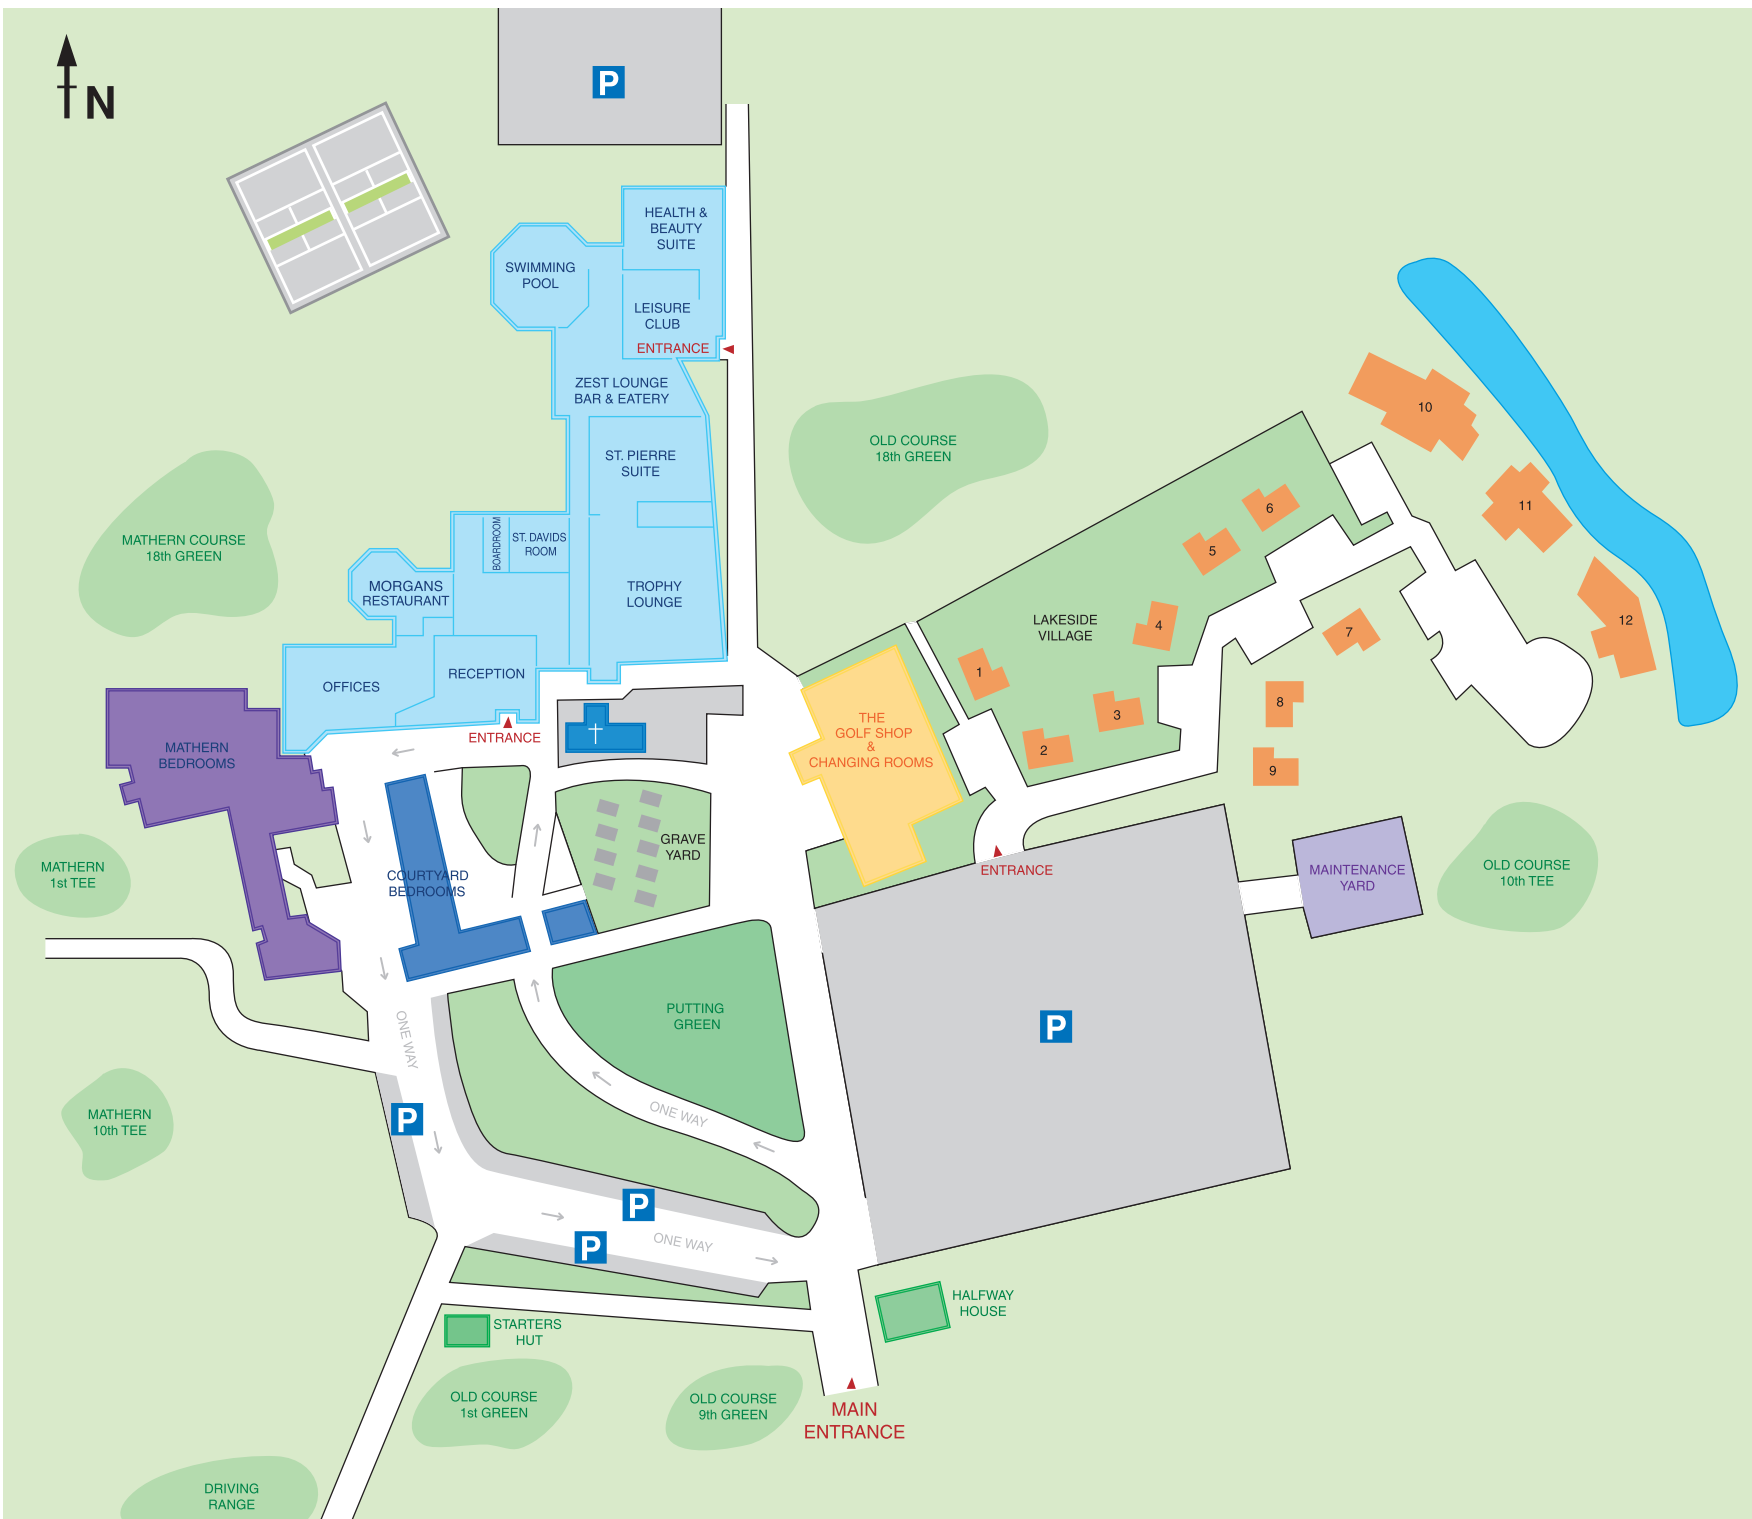 P
N
HEALTH &
BEAUTY
SUITE
SWIMMING
POOL
LEISURE
CLUB
ENTRANCE
ZEST LOUNGE
BAR & EATERY
ST. PIERRE
SUITE
OLD COURSE
18th GREEN
MATHERN COURSE
18th GREEN
BOARDROOM
ST. DAVIDS
ROOM
MORGANS
RESTAURANT
TROPHY
LOUNGE
OFFICES
RECEPTION
ENTRANCE
MATHERN
BEDROOMS
LAKESIDE
VILLAGE
10
11
12
6
5
4
7
1
3
8
2
9
THE
GOLF SHOP
&
CHANGING ROOMS
GRAVE
YARD
COURTYARD
BEDROOMS
MATHERN
1st TEE
ENTRANCE
MAINTENANCE
YARD
OLD COURSE
10th TEE
PUTTING
GREEN
P
ONE WAY
P
MATHERN
10th TEE
ONE WAY
P
P
ONE WAY
HALFWAY
HOUSE
STARTERS
HUT
OLD COURSE
1st GREEN
OLD COURSE
9th GREEN
MAIN
ENTRANCE
DRIVING
RANGE